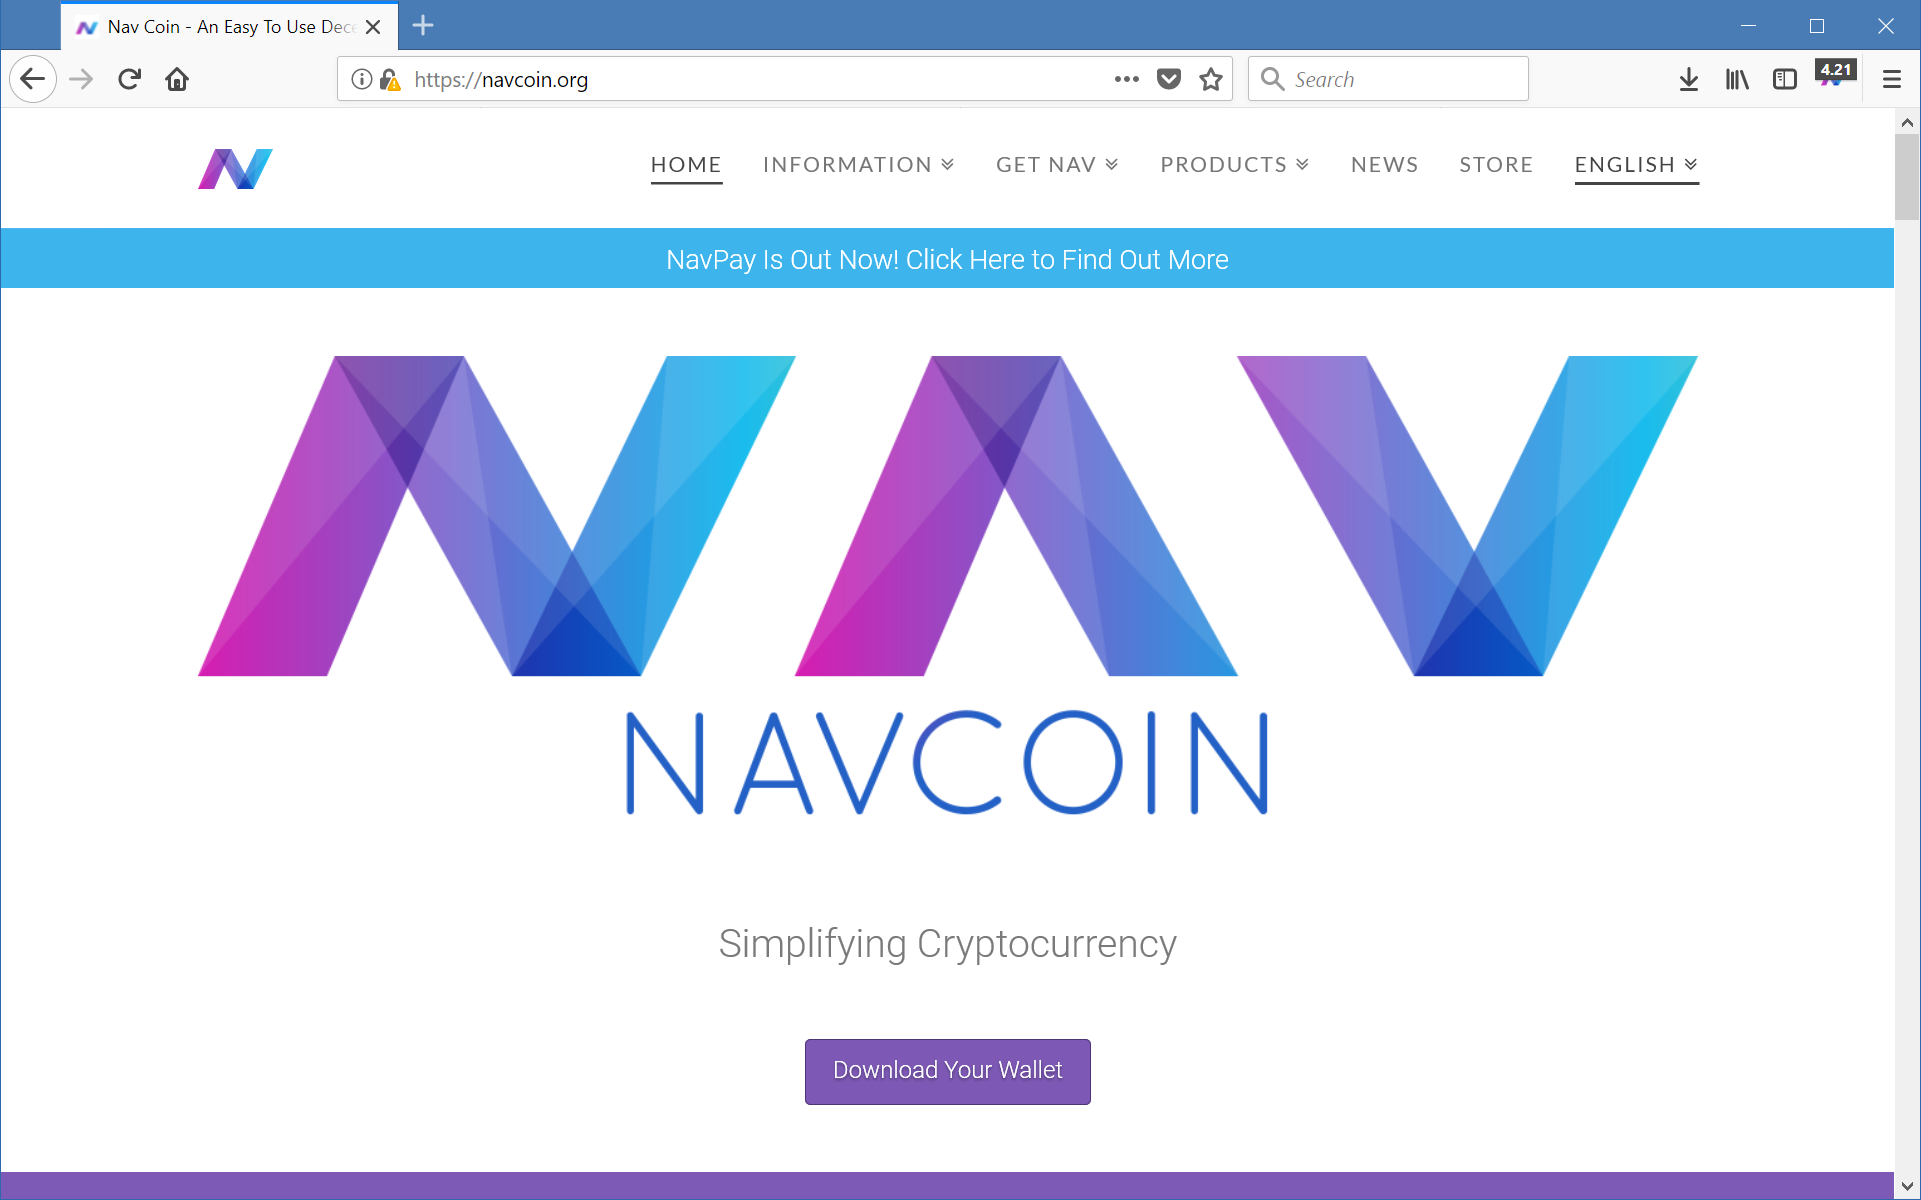 Nav Coin - An Easy To Use Dece
https://navcoin.org
Search
4.21
HOME
INFORMATION
GET NAV
PRODUCTS
NEWS
STORE
ENGLISH
NavPay Is Out Now! Click Here to Find Out More
NAV
NAVCOIN
Simplifying Cryptocurrency
Download Your Wallet